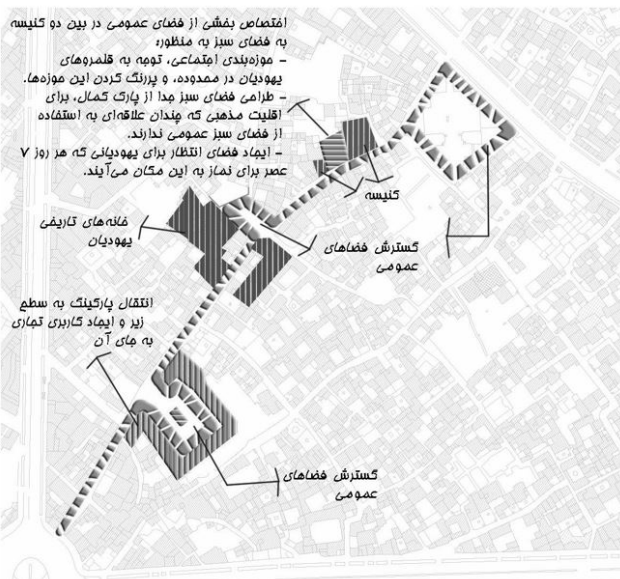 اختصاص بخشی از فضای عمومی در بین دو کنیسه
به فضای سبز به منظور:
- حوزه‌بندی اجتماعی، توجه به قلمروهای
یهودیان در محدوده، و پررنگ کردن این حوزه‌ها.
- طراحی فضای سبز جدا از پارک کمال، برای
اقلیت مذهبی که چندان علاقه‌ای به استفاده
از فضای سبز عمومی ندارند.
- ایجاد فضای انتظار برای یهودیانی که هر روز ۷
عصر برای نماز به این مکان می‌آیند.
کنیسه
خانه‌های تاریخی
یهودیان
گسترش فضاهای
عمومی
انتقال پارکینگ به سطح
زیر و ایجاد کاربری تجاری
به جای آن
گسترش فضاهای
عمومی